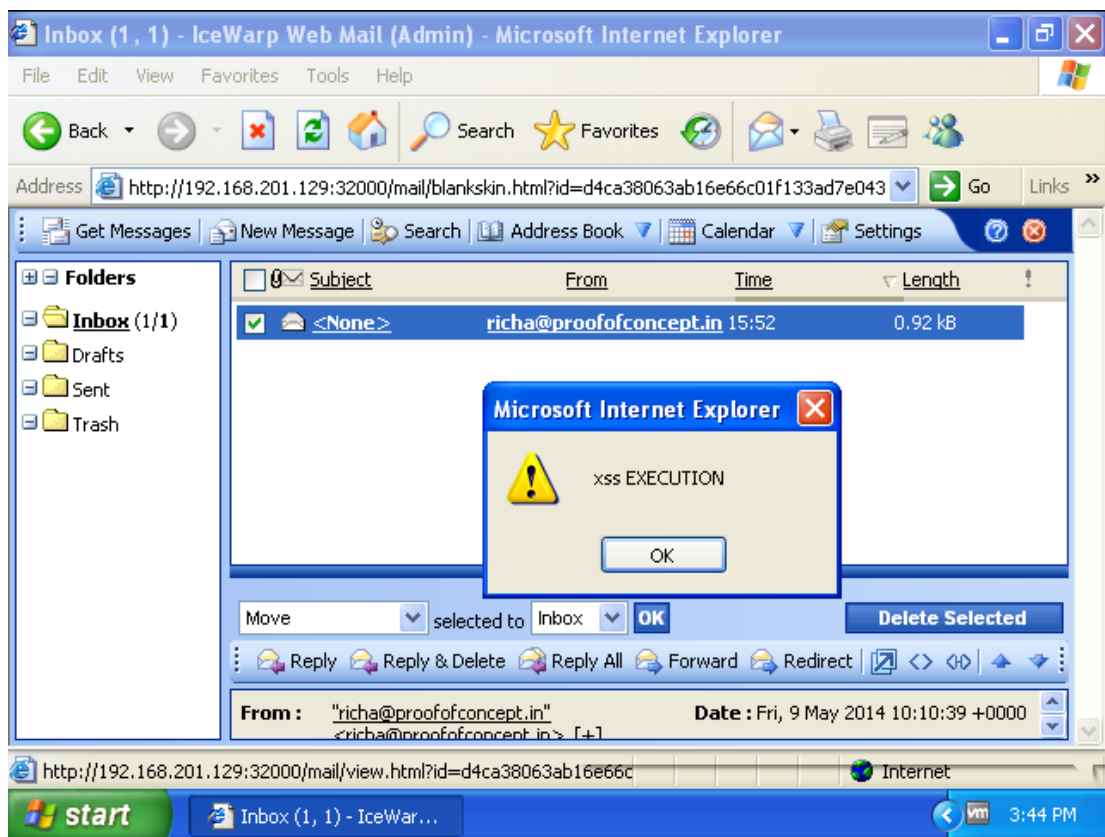 Inbox (1, 1) - IceWarp Web Mail (Admin) - Microsoft Internet Explorer
File Edit View Favorites Tools Help
Back Search Favorites
Address http://192.168.201.129:32000/mail/blankskin.html?id=d4ca38063ab16e66c01f133ad7e043 Go Links »
Get Messages New Message Search Address Book Calendar Settings
Folders
Inbox (1/1)
Drafts
Sent
Trash
Subject From Time Length !
<None> richa@proofofconcept.in 15:52 0.92 kB
Microsoft Internet Explorer
xss EXECUTION
OK
Move selected to Inbox OK Delete Selected
Reply Reply & Delete Reply All Forward Redirect
From : "richa@proofofconcept.in" Date : Fri, 9 May 2014 10:10:39 +0000
<richa@proofofconcept.in> [+]
http://192.168.201.129:32000/mail/view.html?id=d4ca38063ab16e66c Internet
start Inbox (1, 1) - IceWar... vm 3:44 PM